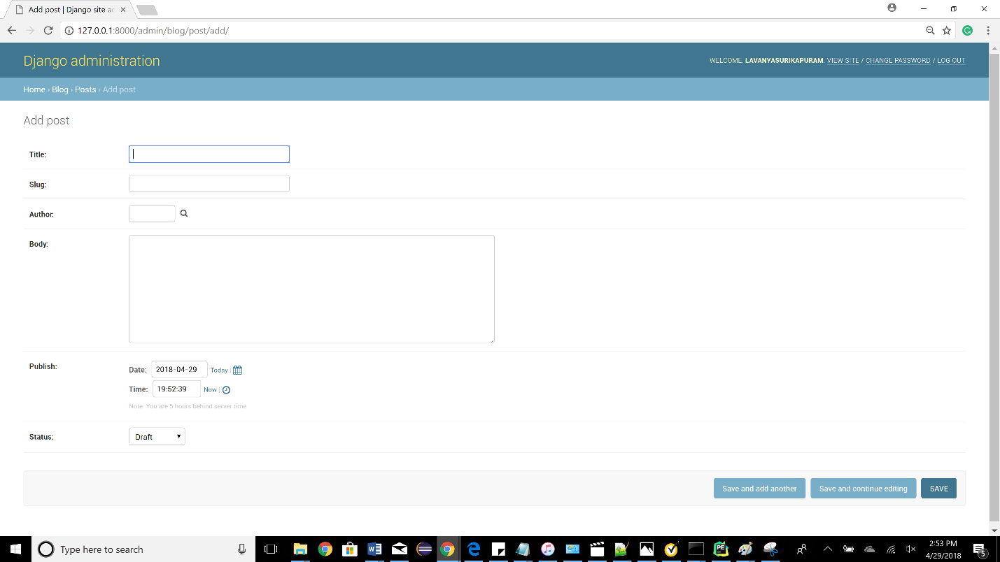 Add post | Django site ad
127.0.0.1:8000/admin/blog/post/add/
Django administration
WELCOME, LAVANYASURIKAPURAM. VIEW SITE / CHANGE PASSWORD / LOG OUT
Home › Blog › Posts › Add post
Add post
Title:
Slug:
Author:
Body:
Publish:
Date: 2018-04-29 Today |
Time: 19:52:39 Now |
Note: You are 5 hours behind server time.
Status: Draft
Save and add another Save and continue editing SAVE
Type here to search
2:53 PM
4/29/2018
5